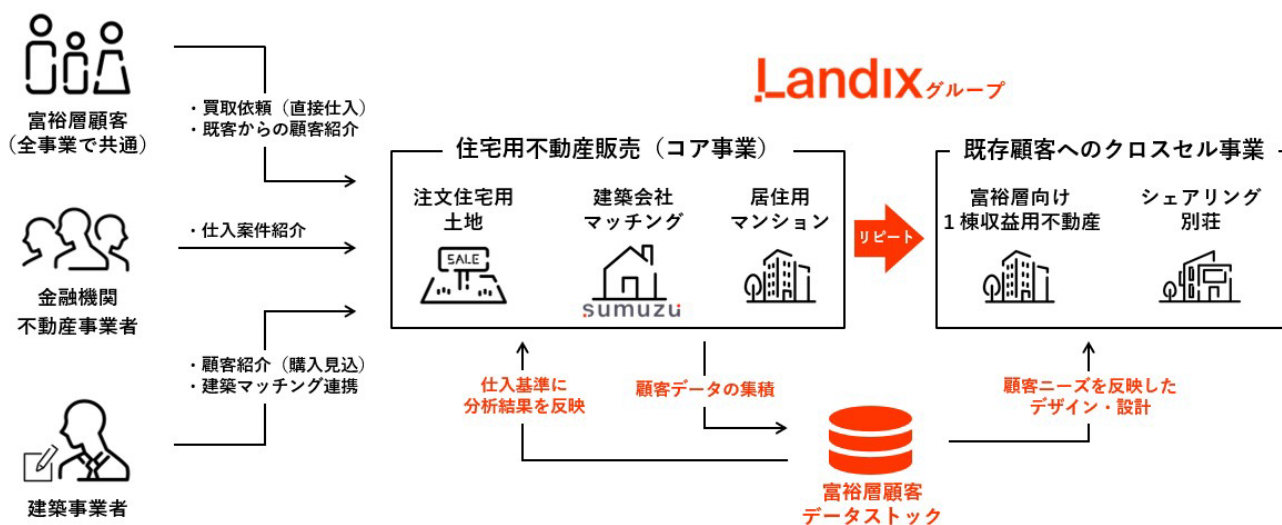 Landixグループ
富裕層顧客
(全事業で共通)
・買取依頼（直接仕入）
・既客からの顧客紹介
金融機関
不動産事業者
・仕入案件紹介
建築事業者
・顧客紹介（購入見込）
・建築マッチング連携
住宅用不動産販売（コア事業）
注文住宅用
土地
SALE
建築会社
マッチング
sumuzu
居住用
マンション
リピート
既存顧客へのクロスセル事業
富裕層向け
１棟収益用不動産
シェアリング
別荘
仕入基準に
分析結果を反映
顧客データの集積
顧客ニーズを反映した
デザイン・設計
富裕層顧客
データストック